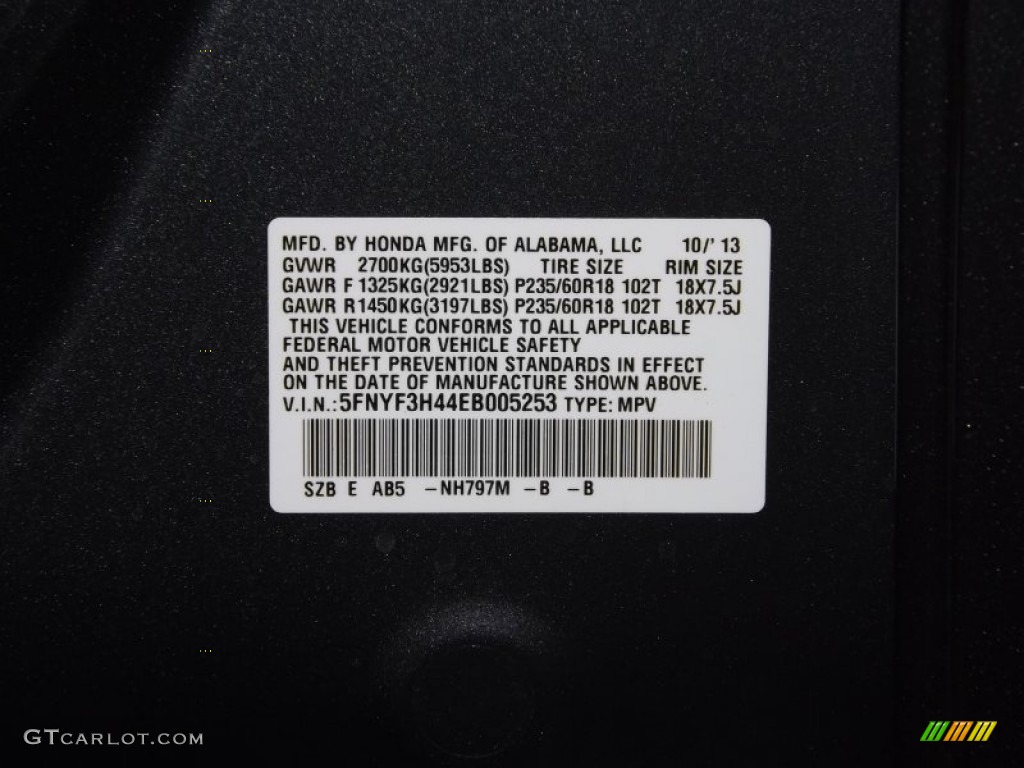 MFD. BY HONDA MFG. OF ALABAMA, LLC 10/' 13
GVWR 2700KG(5953LBS) TIRE SIZE RIM SIZE
GAWR F 1325KG(2921LBS) P235/60R18 102T 18X7.5J
GAWR R1450KG(3197LBS) P235/60R18 102T 18X7.5J
THIS VEHICLE CONFORMS TO ALL APPLICABLE
FEDERAL MOTOR VEHICLE SAFETY
AND THEFT PREVENTION STANDARDS IN EFFECT
ON THE DATE OF MANUFACTURE SHOWN ABOVE.
V.I.N.:5FNYF3H44EB005253 TYPE: MPV
SZB E AB5 -NH797M -B -B
GTCARLOT.COM